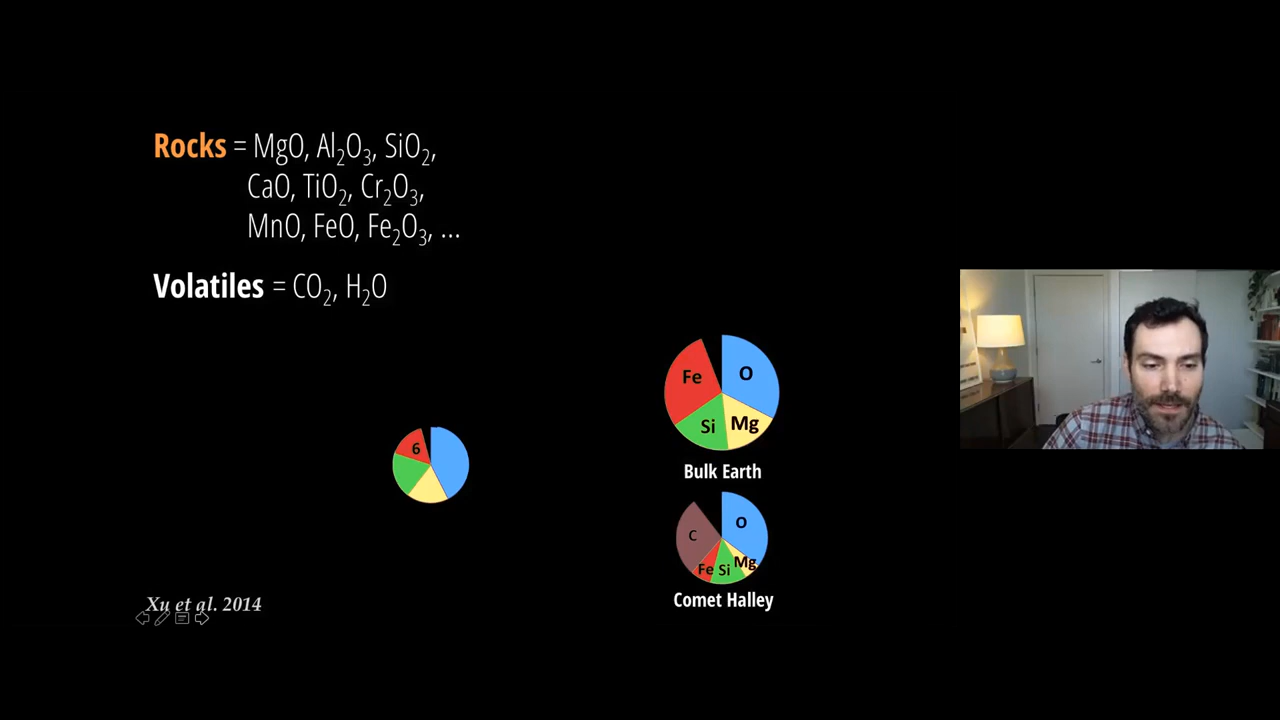 Rocks = MgO, Al₂O₃, SiO₂,
CaO, TiO₂, Cr₂O₃,
MnO, FeO, Fe₂O₃, ...
Volatiles = CO₂, H₂O
Fe
O
Si
Mg
Bulk Earth
6
C
O
Fe
Si
Mg
Comet Halley
Xu et al. 2014